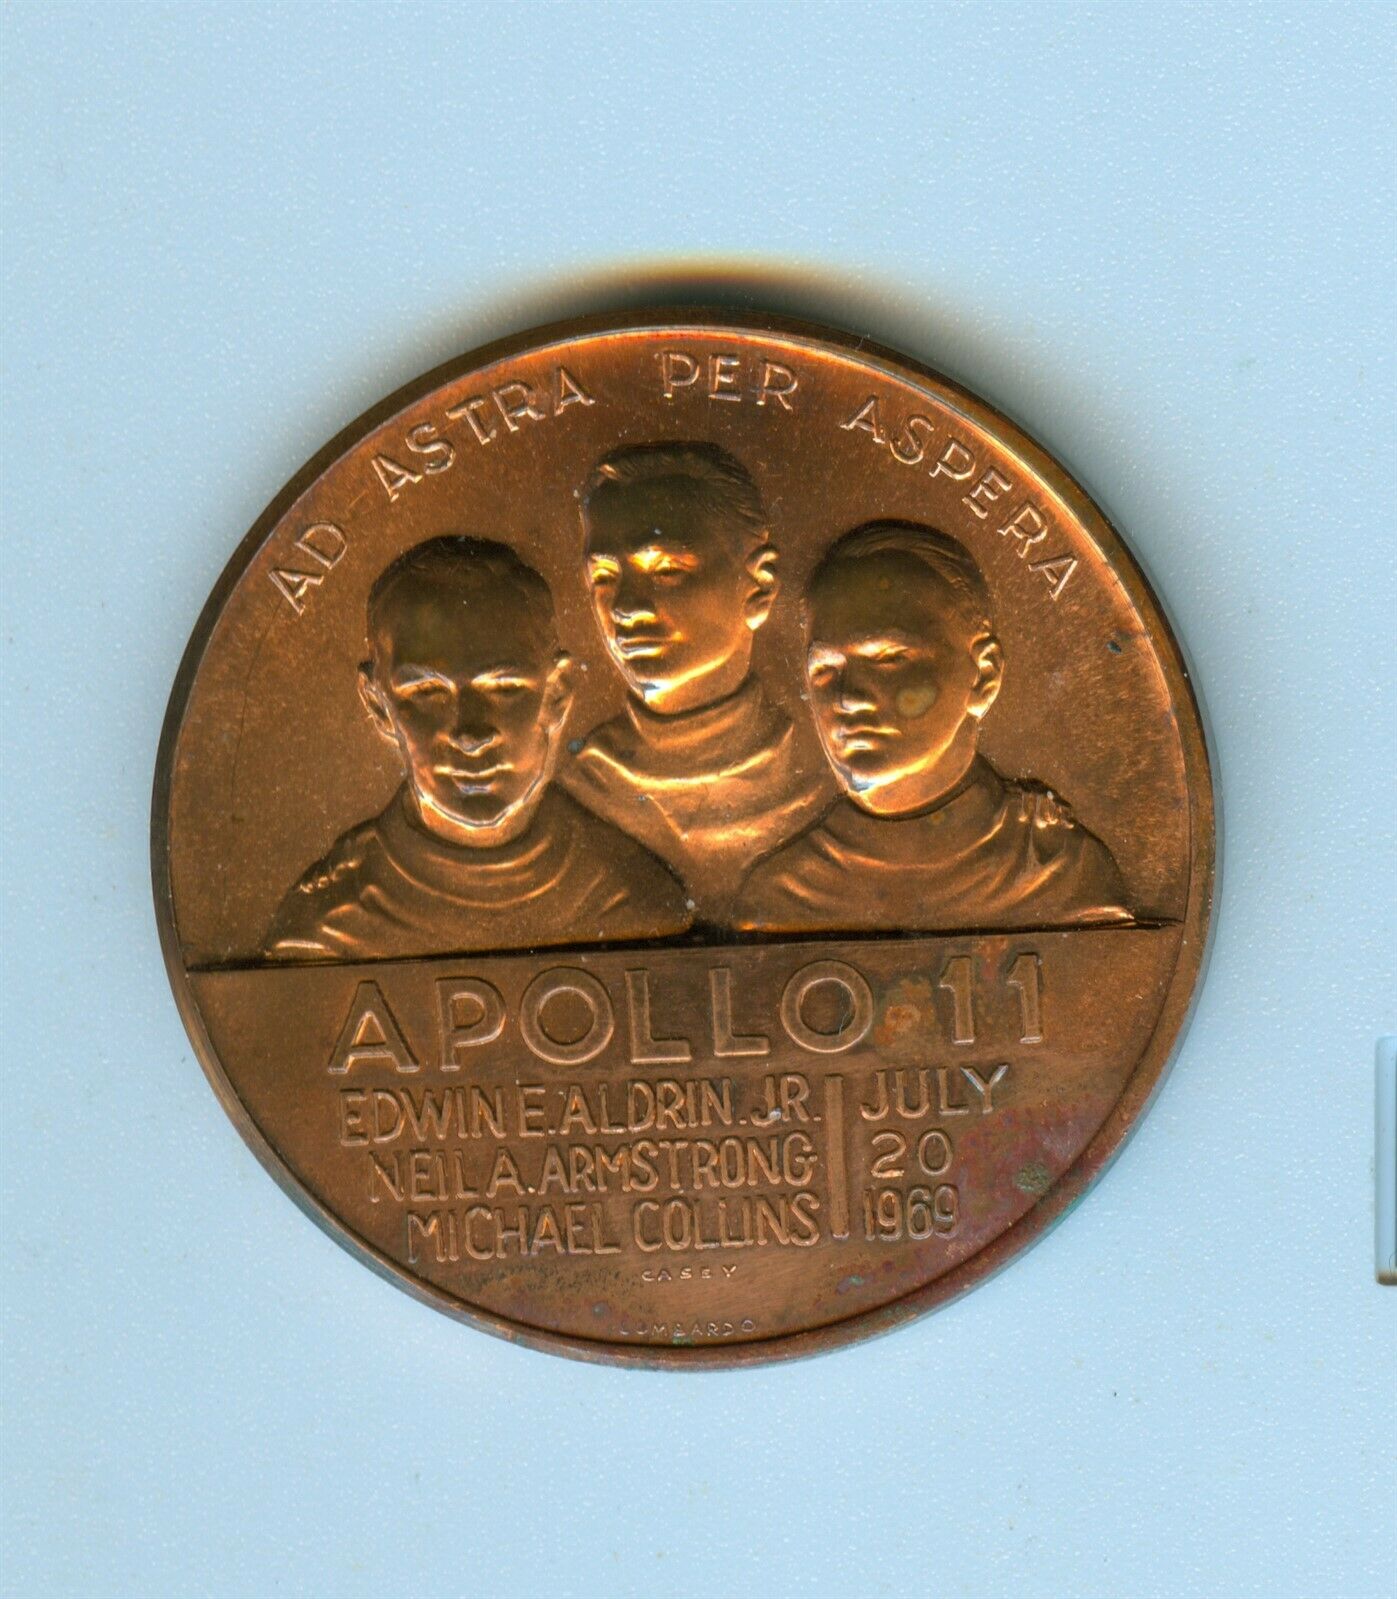 AD ASTRA PER ASPERA
APOLLO 11
EDWIN E. ALDRIN. JR.
NEIL A. ARMSTRONG
MICHAEL COLLINS
JULY
20
1969
CASEY
LOMBARDO